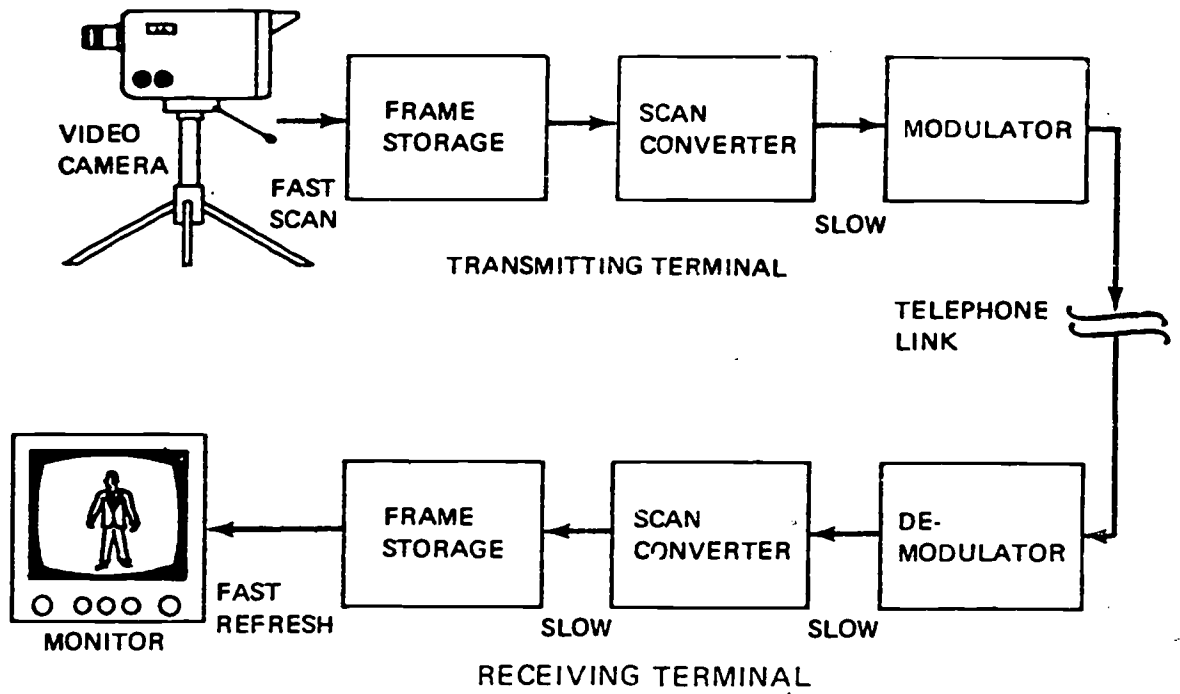 VIDEO
CAMERA
FAST
SCAN
FRAME
STORAGE
SCAN
CONVERTER
SLOW
MODULATOR
TRANSMITTING TERMINAL
TELEPHONE
LINK
DE-
MODULATOR
SLOW
SCAN
CONVERTER
SLOW
FRAME
STORAGE
FAST
REFRESH
MONITOR
RECEIVING TERMINAL